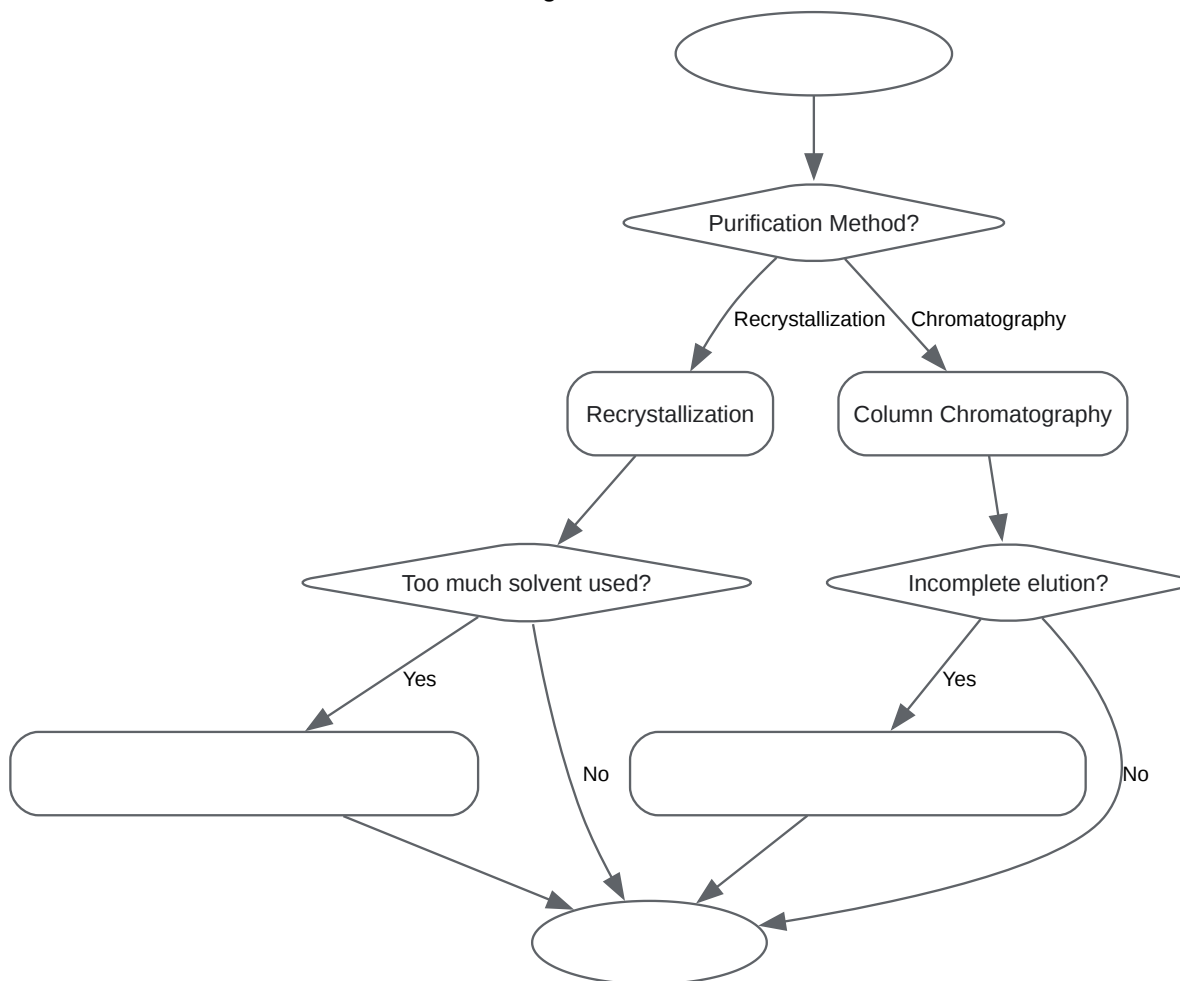 Purification Method?
Recrystallization
Chromatography
Recrystallization
Column Chromatography
Too much solvent used?
Incomplete elution?
Yes
Yes
No
No